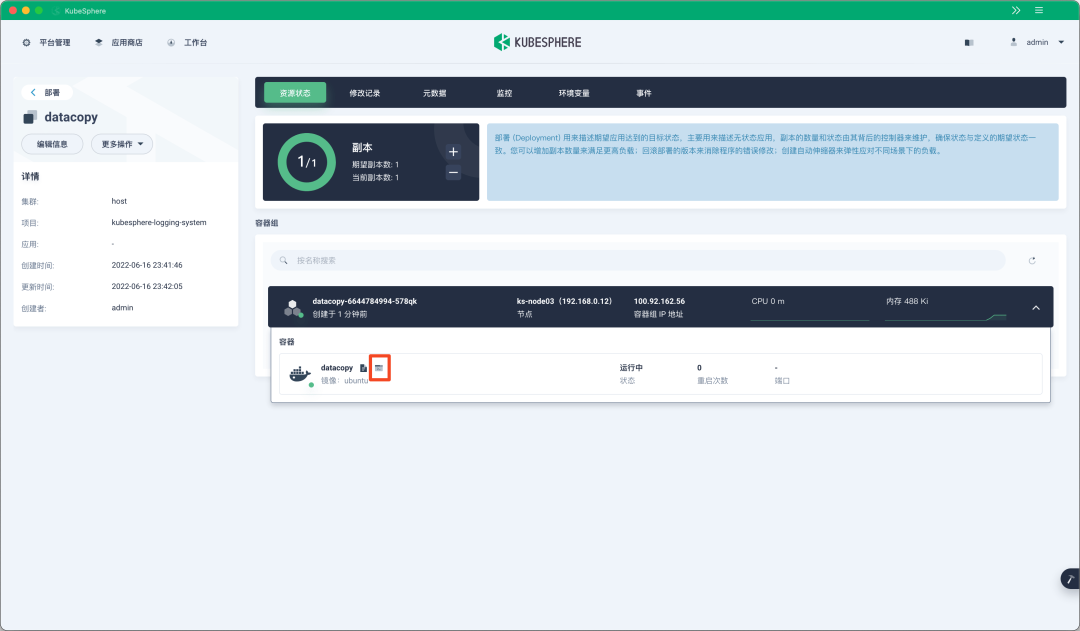 KubeSphere
平台管理 应用商店 工作台 KUBESPHERE admin
部署
datacopy
编辑信息 更多操作
详情
集群: host
项目: kubesphere-logging-system
应用: -
创建时间: 2022-06-16 23:41:46
更新时间: 2022-06-16 23:42:05
创建者: admin
资源状态 修改记录 元数据 监控 环境变量 事件
1/1
副本
期望副本数: 1
当前副本数: 1
部署 (Deployment) 用来描述期望应用达到的目标状态，主要用来描述无状态应用，副本的数量和状态由其背后的控制器来维护，确保状态与定义的期望状态一
致。您可以增加副本数量来满足更高负载；回滚部署的版本来消除程序的错误修改；创建自动伸缩器来弹性应对不同场景下的负载。
容器组
按名称搜索
datacopy-6644784994-578qk ks-node03（192.168.0.12） 100.92.162.56 CPU 0 m 内存 488 Ki
创建于 1 分钟前 节点 容器组 IP 地址
容器
datacopy 运行中 0 -
镜像: ubuntu 状态 重启次数 端口